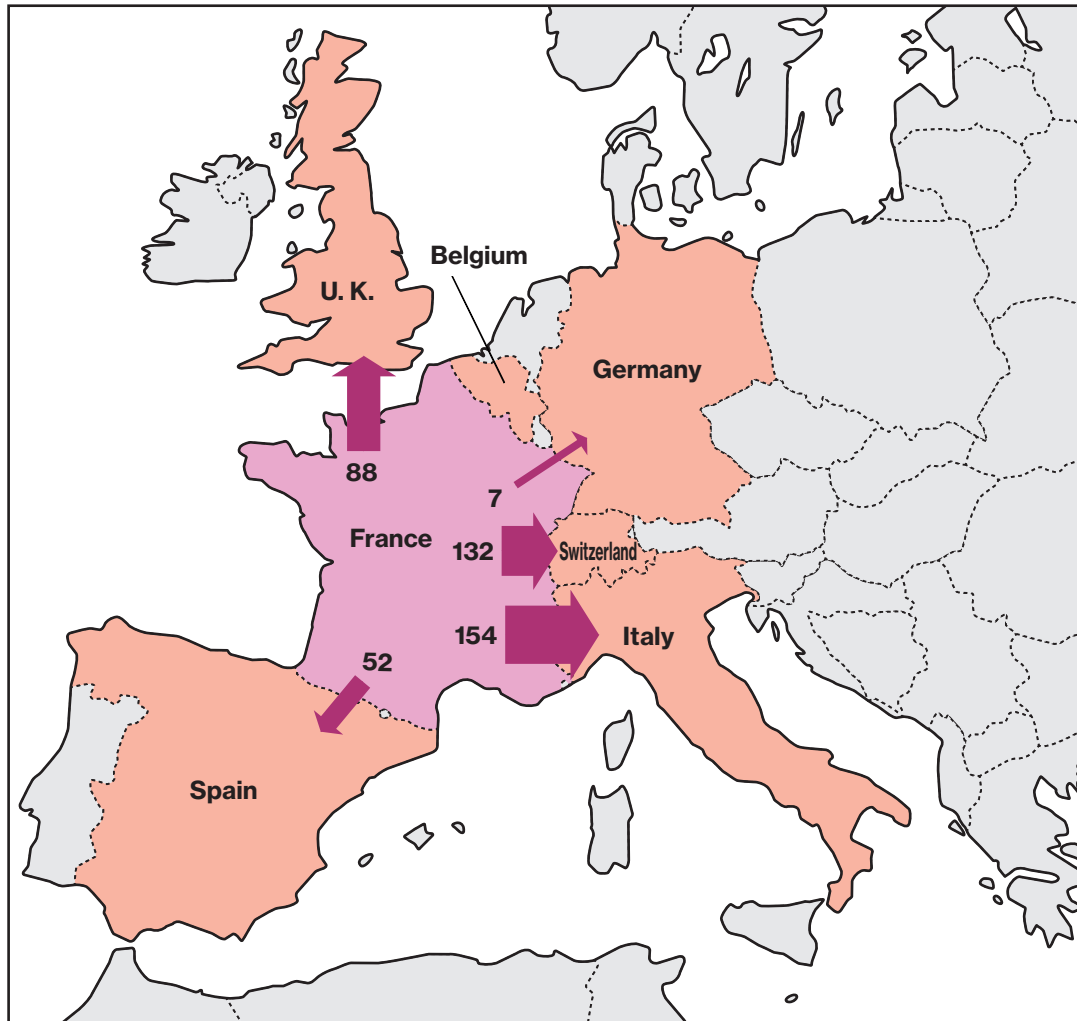 Belgium
U. K.
Germany
88
7
France
132
Switzerland
154
Italy
52
Spain